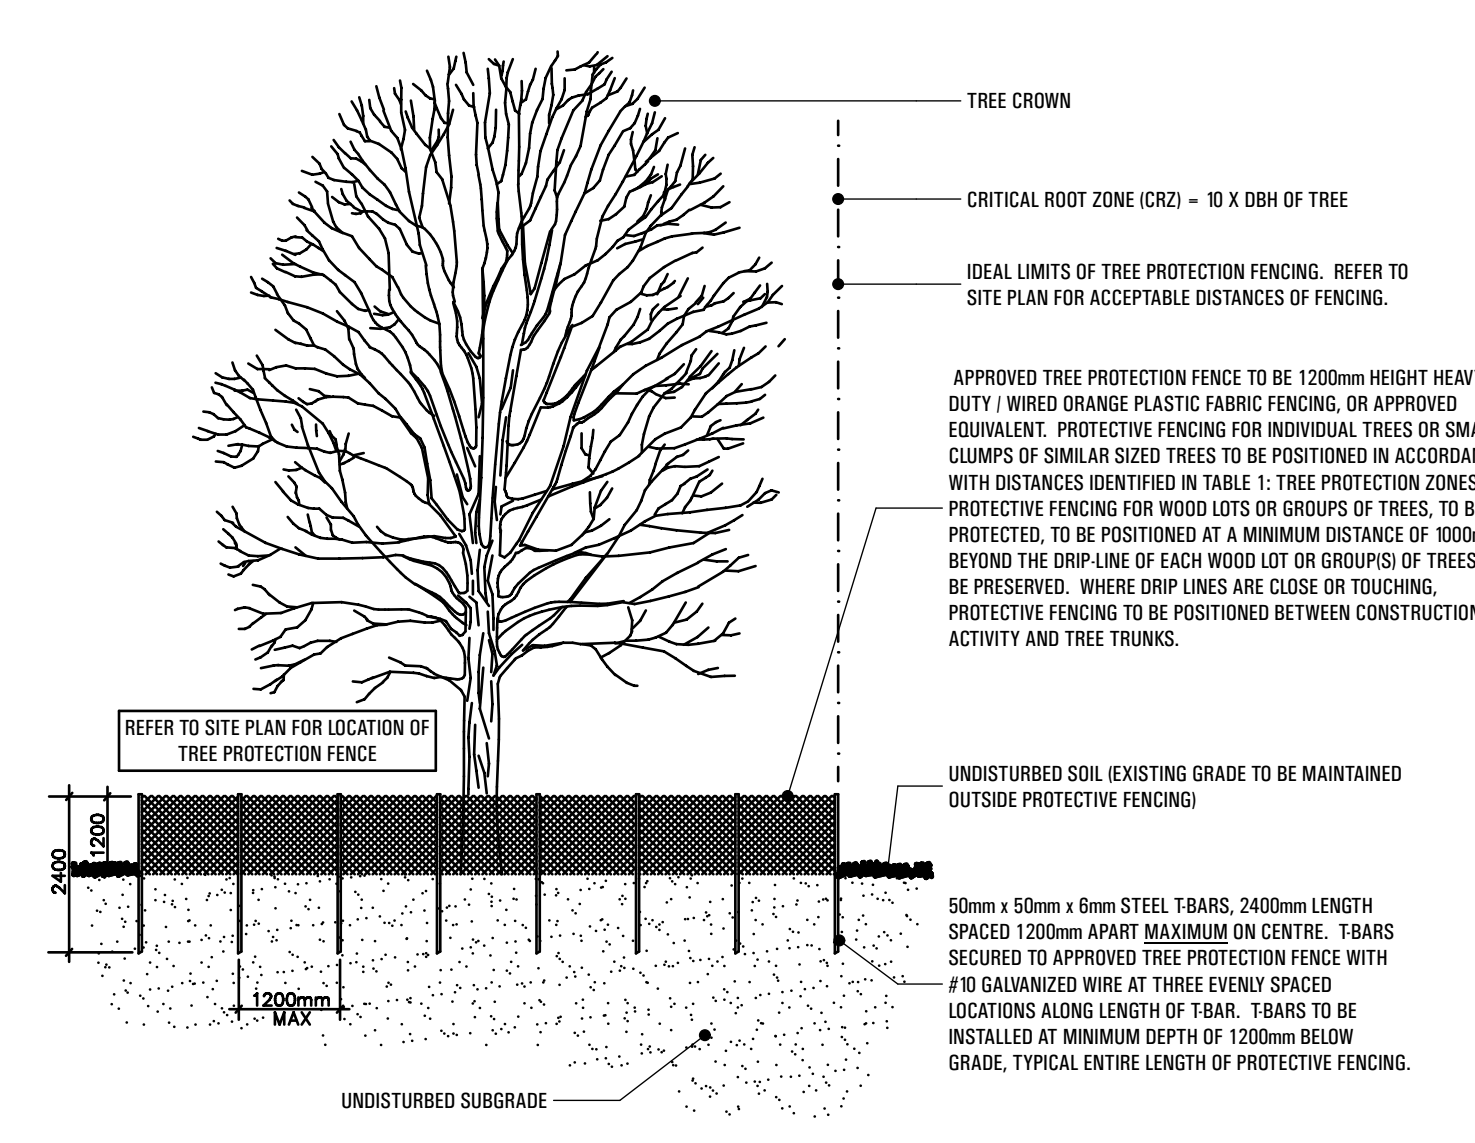 TREE CROWN
CRITICAL ROOT ZONE (CRZ) = 10 X DBH OF TREE
IDEAL LIMITS OF TREE PROTECTION FENCING. REFER TO
SITE PLAN FOR ACCEPTABLE DISTANCES OF FENCING.
APPROVED TREE PROTECTION FENCE TO BE 1200mm HEIGHT
DUTY / WIRED ORANGE PLASTIC FABRIC FENCING, OR APPROVED
EQUIVALENT. PROTECTIVE FENCING FOR INDIVIDUAL TREES OR
CLUMPS OF SIMILAR SIZED TREES TO BE POSITIONED IN
WITH DISTANCES IDENTIFIED IN TABLE 1: TREE PROTECTION ZONES
PROTECTIVE FENCING FOR WOOD LOTS OR GROUPS OF TREES, TO
PROTECTED, TO BE POSITIONED AT A MINIMUM DISTANCE OF
BEYOND THE DRIP-LINE OF EACH WOOD LOT OR GROUP(S) OF TREES
BE PRESERVED. WHERE DRIP LINES ARE CLOSE OR TOUCHING,
PROTECTIVE FENCING TO BE POSITIONED BETWEEN CONSTRUCTION
ACTIVITY AND TREE TRUNKS.
REFER TO SITE PLAN FOR LOCATION OF
TREE PROTECTION FENCE
UNDISTURBED SOIL (EXISTING GRADE TO BE MAINTAINED
OUTSIDE PROTECTIVE FENCING)
1200
2400
50mm x 50mm x 6mm STEEL T-BARS, 2400mm LENGTH
SPACED 1200mm APART MAXIMUM ON CENTRE. T-BARS
SECURED TO APPROVED TREE PROTECTION FENCE WITH
#10 GALVANIZED WIRE AT THREE EVENLY SPACED
LOCATIONS ALONG LENGTH OF T-BAR. T-BARS TO BE
INSTALLED AT MINIMUM DEPTH OF 1200mm BELOW
GRADE, TYPICAL ENTIRE LENGTH OF PROTECTIVE FENCING.
1200mm
MAX
UNDISTURBED SUBGRADE